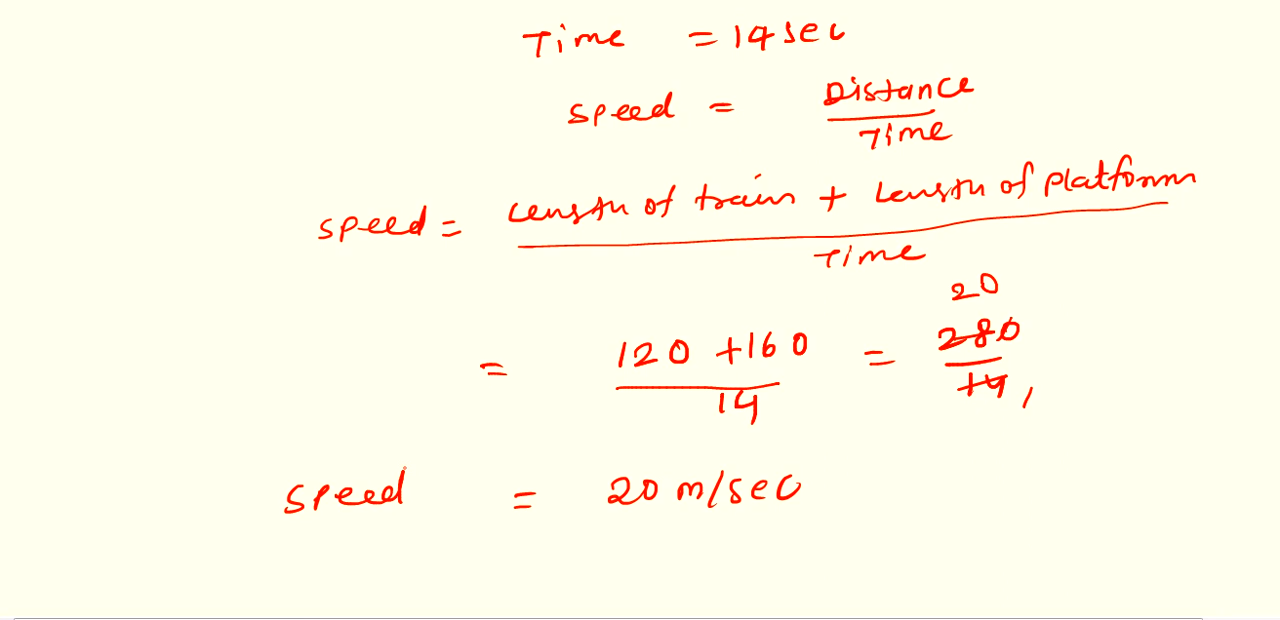 Time = 14 sec
speed = Distance / Time
speed = Length of train + Length of platform / Time
= 120 + 160 / 14 = 280 / 14 20 1
speed = 20 m/sec